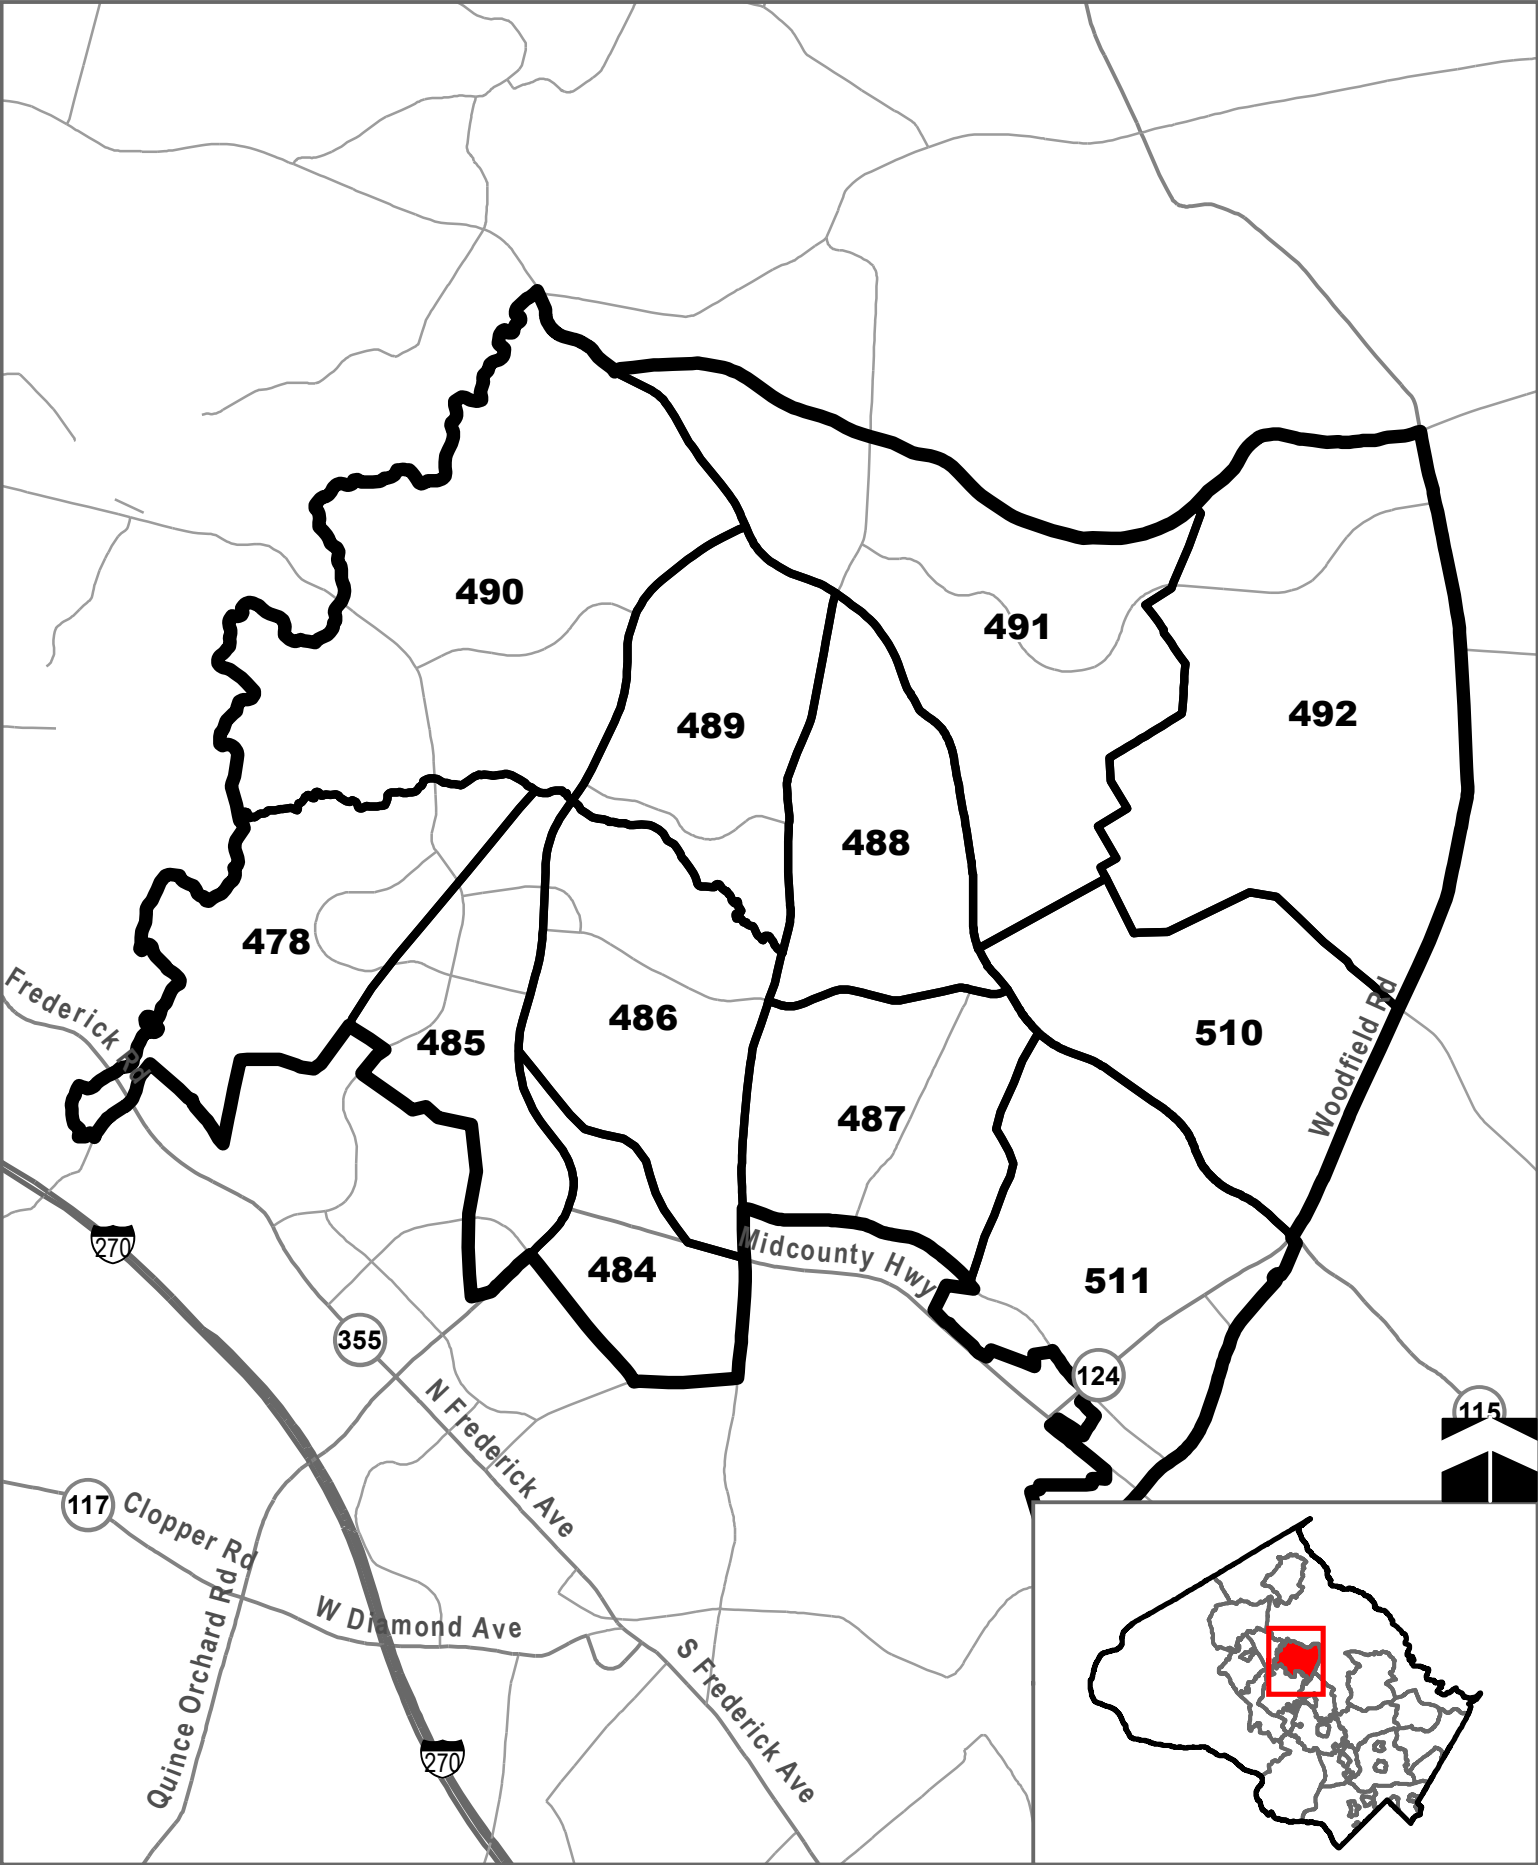 490
491
489
492
488
478
Frederick Rd
486
485
510
Woodfield Rd
487
270
Midcounty Hwy
484
511
355
124
115
N Frederick Ave
117
Clopper Rd
W Diamond Ave
Quince Orchard Rd
S Frederick Ave
270